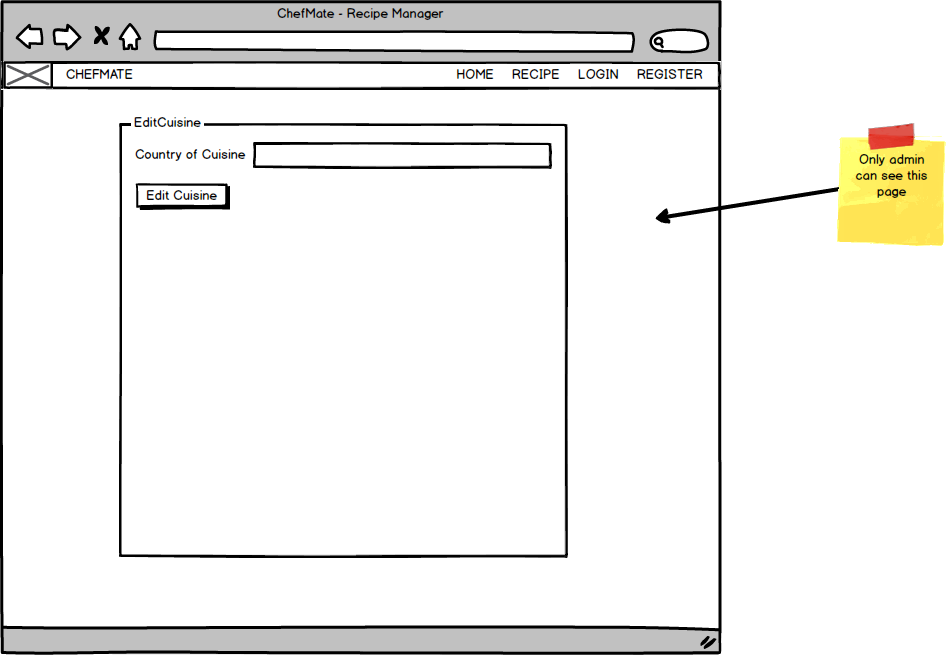 ChefMate - Recipe Manager
CHEFMATE HOME RECIPE LOGIN REGISTER
EditCuisine
Country of Cuisine
Edit Cuisine
Only admin
can see this
page